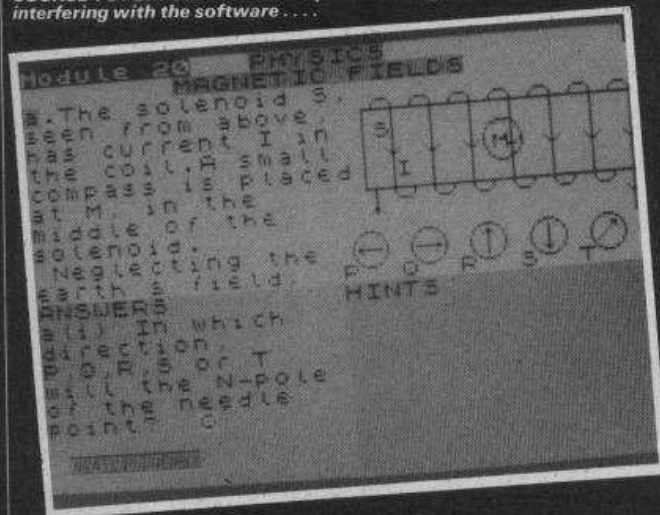 interfering with the software . . . .
Module 20 PHYSICS
MAGNETIC FIELDS
a.The solenoid S,
seen from above,
has current I in
the coil.A small
compass is placed
at M, in the
middle of the
solenoid.
Neglecting the
earth's field,
S
I
M
P Q R S T
ANSWERS
a(i) In which
direction,
P,Q,R,S or T
will the N-pole
of the needle
point?
HINTS